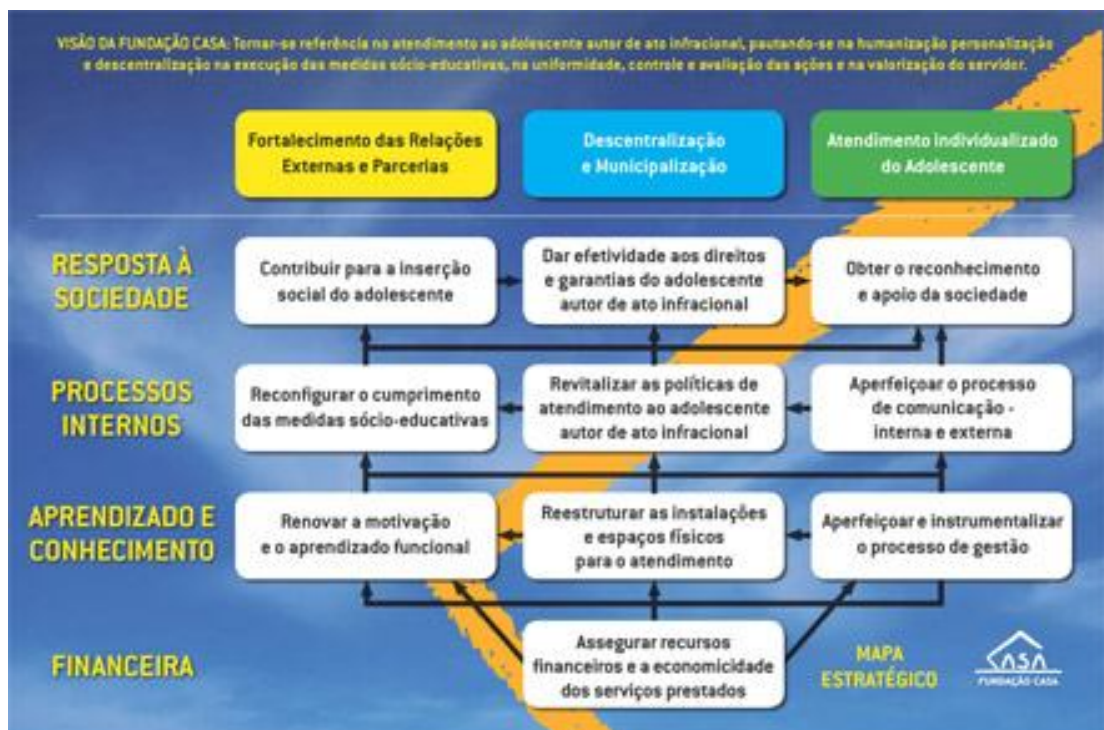 VISÃO DA FUNDAÇÃO CASA: Tornar-se referência no atendimento ao adolescente autor de ato infracional, pautando-se na humanização personalização
e descentralização na execução das medidas sócio-educativas, na uniformidade, controle e avaliação das ações e na valorização do servidor.
Fortalecimento das Relações
Externas e Parcerias
Descentralização
e Municipalização
Atendimento individualizado
do Adolescente
RESPOSTA À
SOCIEDADE
Contribuir para a inserção
social do adolescente
Dar efetividade aos direitos
e garantias do adolescente
autor de ato infracional
Obter o reconhecimento
e apoio da sociedade
PROCESSOS
INTERNOS
Reconfigurar o cumprimento
das medidas sócio-educativas
Revitalizar as políticas de
atendimento ao adolescente
autor de ato infracional
Aperfeiçoar o processo
de comunicação -
interna e externa
APRENDIZADO E
CONHECIMENTO
Renovar a motivação
e o aprendizado funcional
Reestruturar as instalações
e espaços físicos
para o atendimento
Aperfeiçoar e instrumentalizar
o processo de gestão
FINANCEIRA
Assegurar recursos
financeiros e a economicidade
dos serviços prestados
MAPA
ESTRATÉGICO
CASA
FUNDAÇÃO CASA